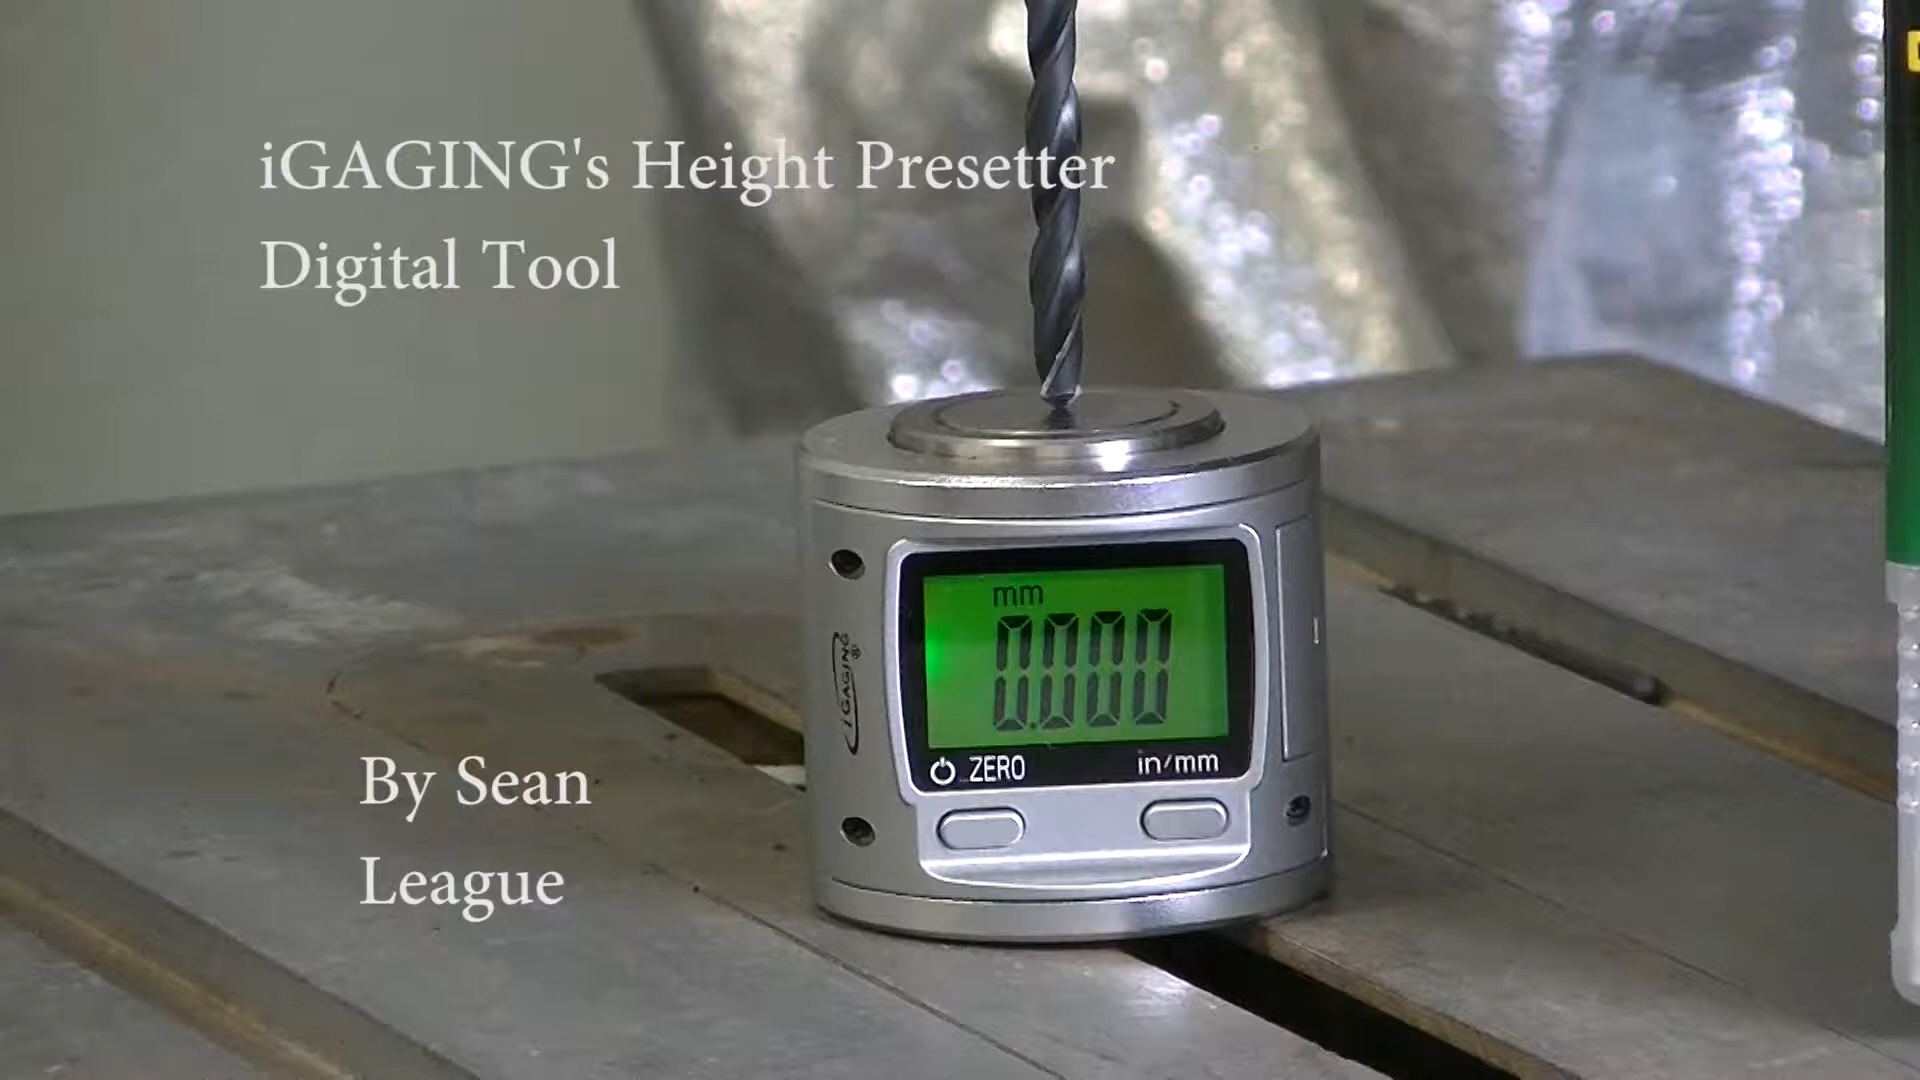 iGAGING's Height Presetter
Digital Tool
mm
0.000
ZERO in/mm
iGAGING®
By Sean
League